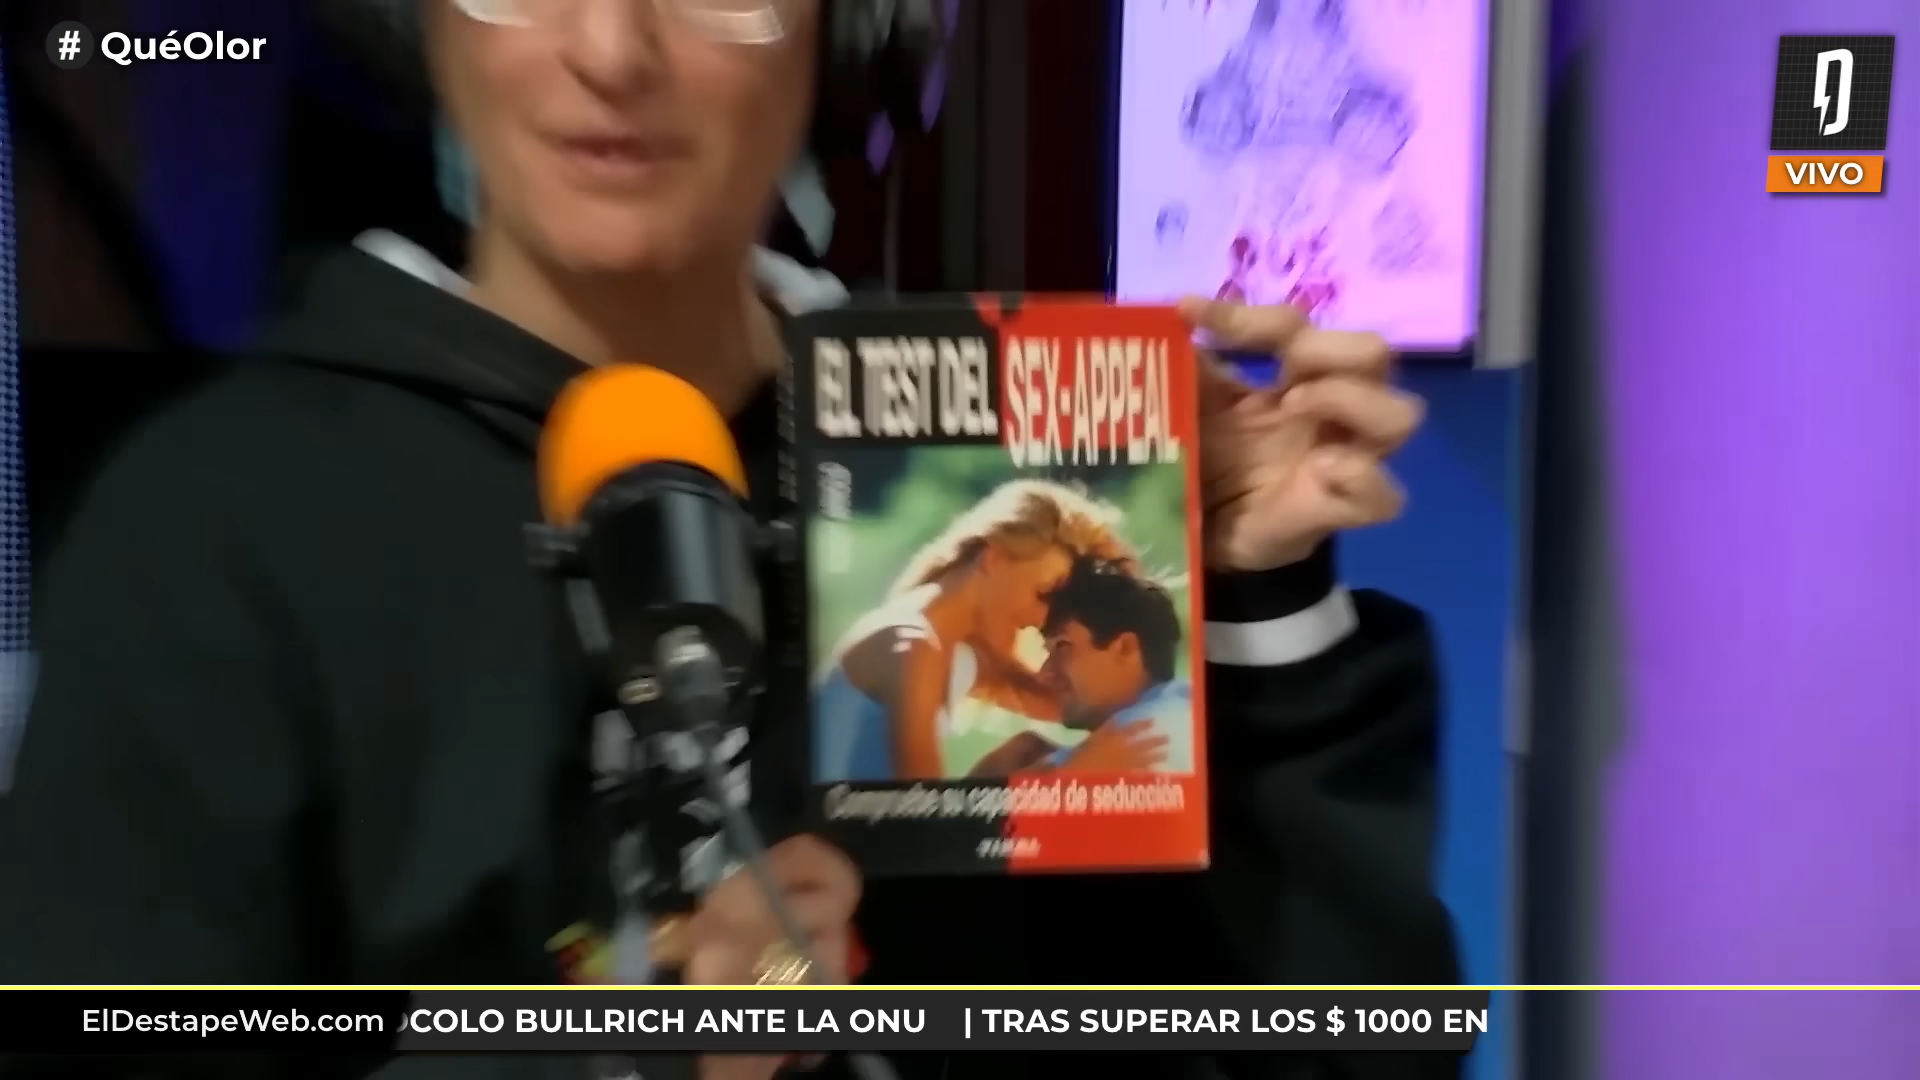 # QuéOlor
VIVO
EL TEST DEL
SEX-APPEAL
Compruebe su capacidad de seducción
ElDestapeWeb.com
OCOLO BULLRICH ANTE LA ONU | TRAS SUPERAR LOS $ 1000 EN